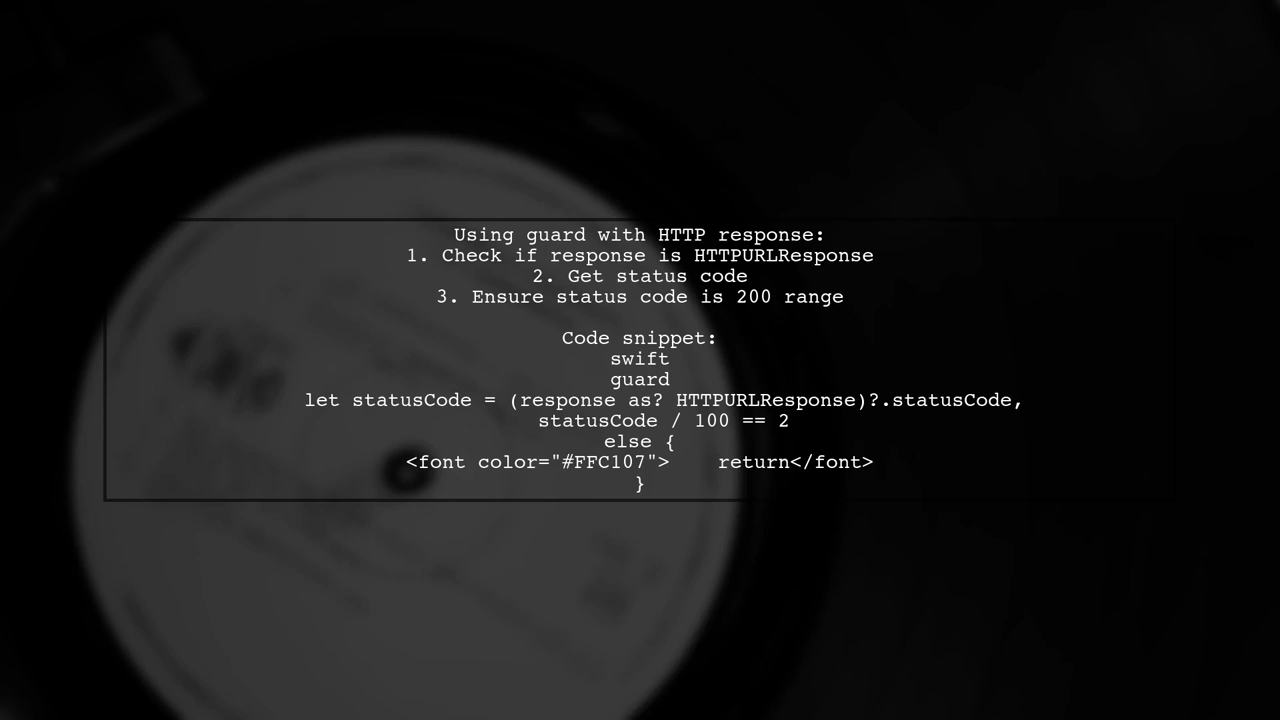 Using guard with HTTP response:
1. Check if response is HTTPURLResponse
2. Get status code
3. Ensure status code is 200 range

Code snippet:
swift
guard
let statusCode = (response as? HTTPURLResponse)?.statusCode,
statusCode / 100 == 2
else {
<font color="#FFC107">    return</font>
}